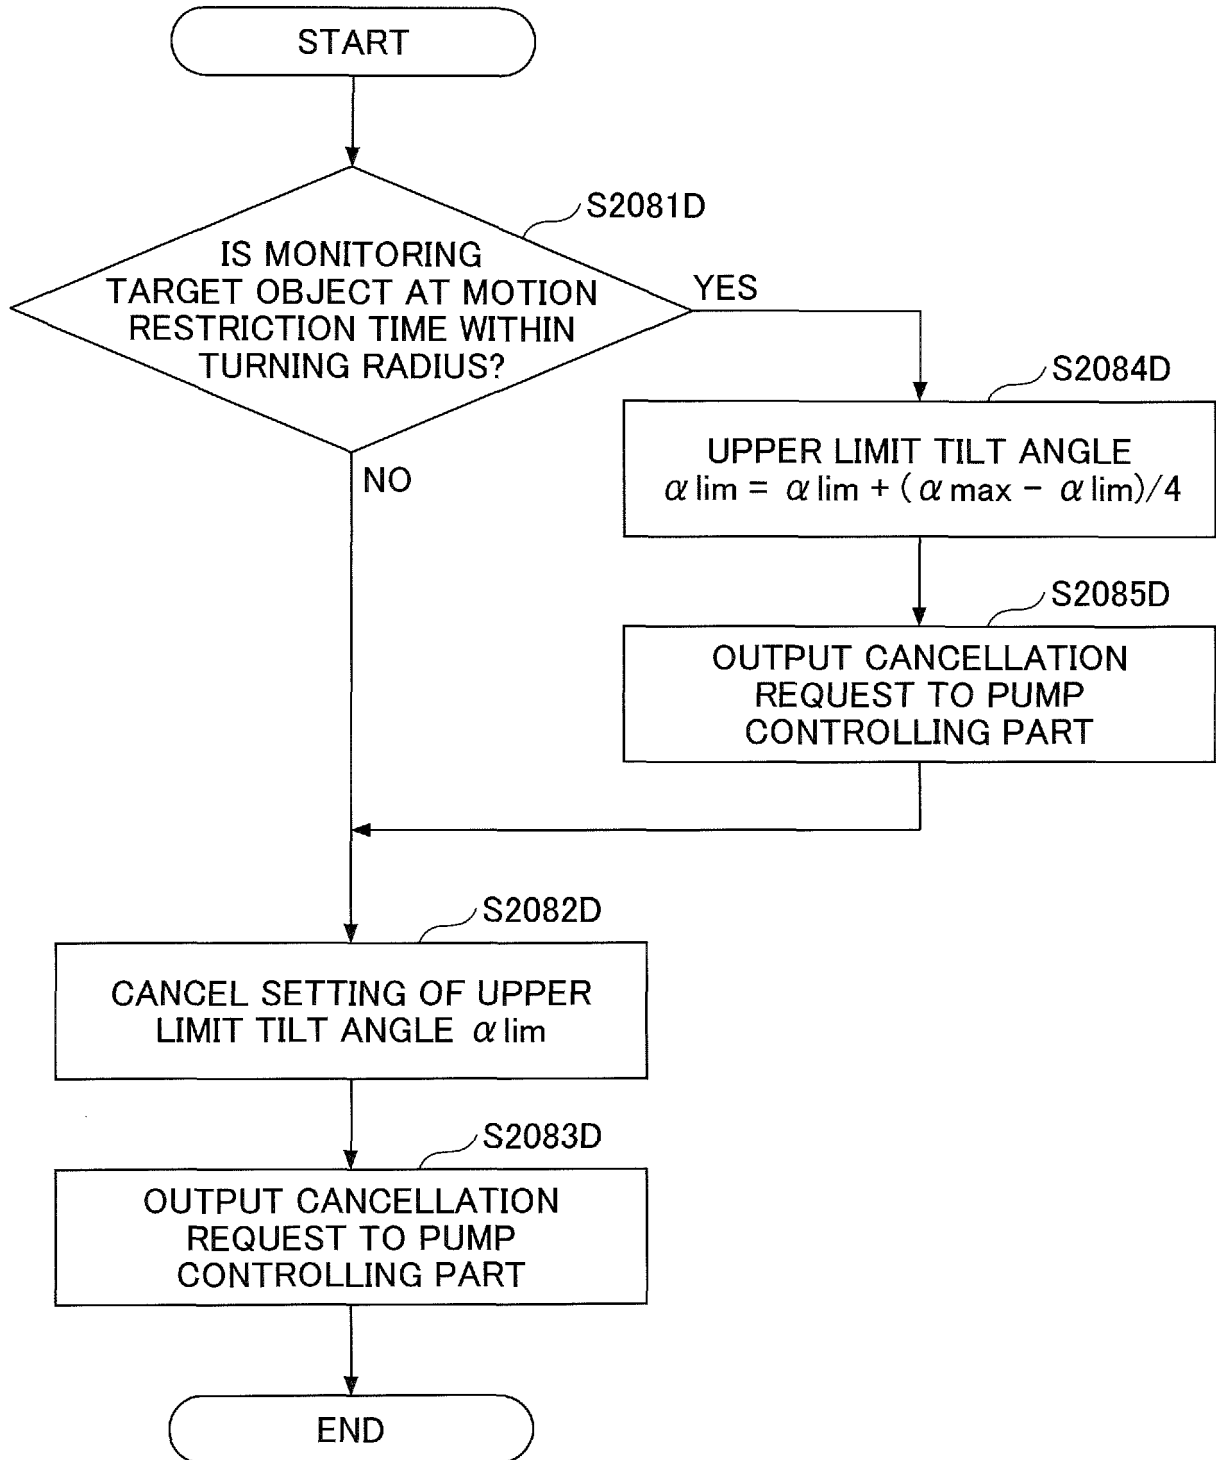 START
S2081D
IS MONITORING
TARGET OBJECT AT MOTION
RESTRICTION TIME WITHIN
TURNING RADIUS?
YES
NO
S2084D
UPPER LIMIT TILT ANGLE
α lim = α lim + (α max - α lim)/4
S2085D
OUTPUT CANCELLATION
REQUEST TO PUMP
CONTROLLING PART
S2082D
CANCEL SETTING OF UPPER
LIMIT TILT ANGLE α lim
S2083D
OUTPUT CANCELLATION
REQUEST TO PUMP
CONTROLLING PART
END